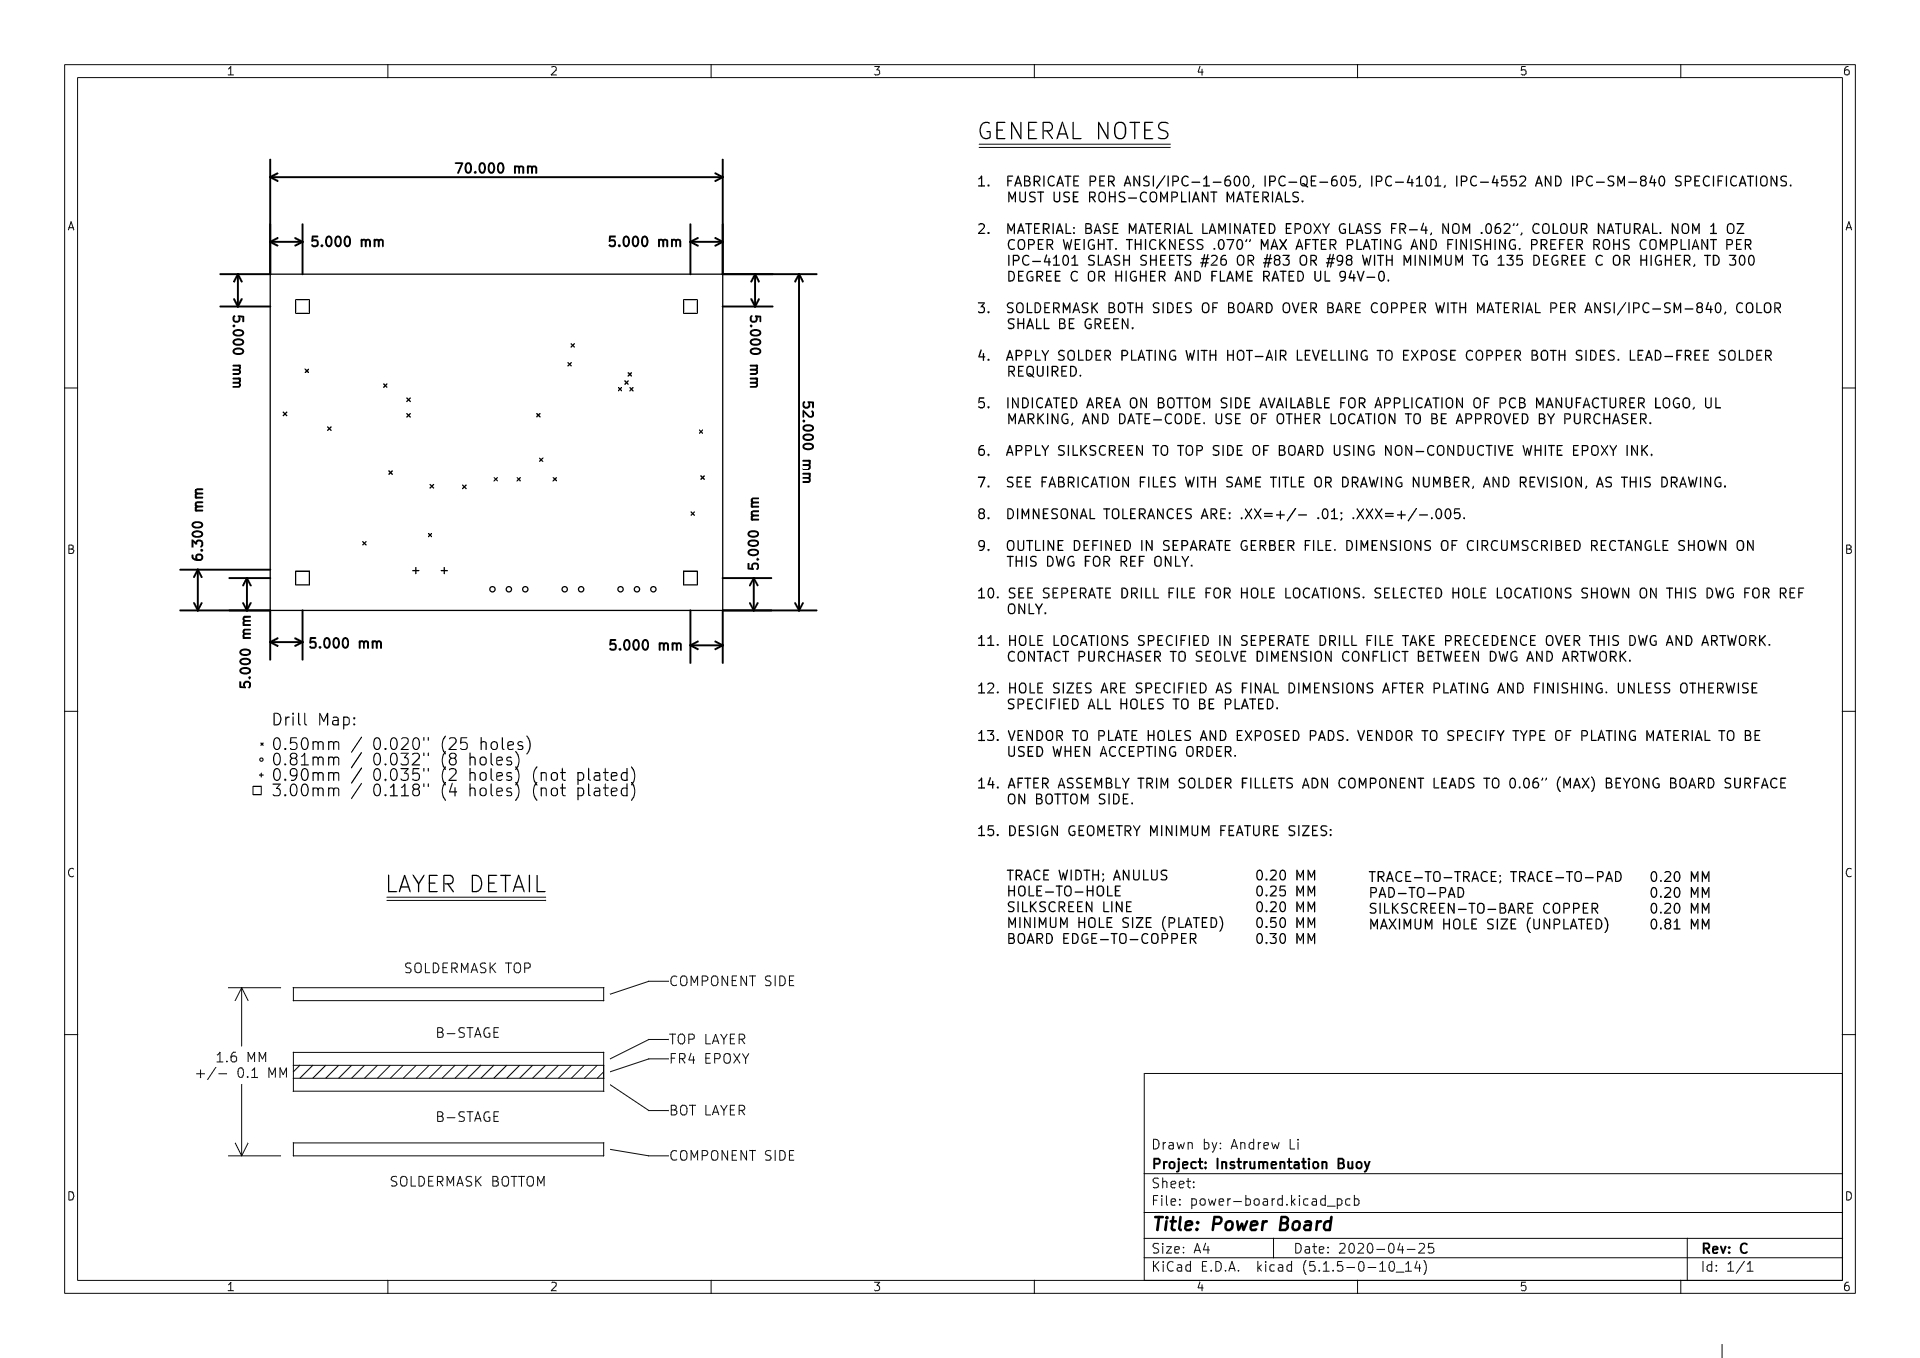 1 2 3 4 5 6
A
B
C
D
A
B
C
D
70.000 mm
5.000 mm
5.000 mm
5.000 mm
5.000 mm
52.000 mm
6.300 mm
5.000 mm
5.000 mm
5.000 mm
5.000 mm
Drill Map:
0.50mm / 0.020" (25 holes)
0.81mm / 0.032" (8 holes)
0.90mm / 0.035" (2 holes) (not plated)
3.00mm / 0.118" (4 holes) (not plated)
LAYER DETAIL
SOLDERMASK TOP
COMPONENT SIDE
B-STAGE
TOP LAYER
1.6 MM
FR4 EPOXY
+/- 0.1 MM
BOT LAYER
B-STAGE
COMPONENT SIDE
SOLDERMASK BOTTOM
GENERAL NOTES
1. FABRICATE PER ANSI/IPC-1-600, IPC-QE-605, IPC-4101, IPC-4552 AND IPC-SM-840 SPECIFICATIONS.
MUST USE ROHS-COMPLIANT MATERIALS.
2. MATERIAL: BASE MATERIAL LAMINATED EPOXY GLASS FR-4, NOM .062", COLOUR NATURAL. NOM 1 OZ
COPER WEIGHT. THICKNESS .070" MAX AFTER PLATING AND FINISHING. PREFER ROHS COMPLIANT PER
IPC-4101 SLASH SHEETS #26 OR #83 OR #98 WITH MINIMUM TG 135 DEGREE C OR HIGHER, TD 300
DEGREE C OR HIGHER AND FLAME RATED UL 94V-0.
3. SOLDERMASK BOTH SIDES OF BOARD OVER BARE COPPER WITH MATERIAL PER ANSI/IPC-SM-840, COLOR
SHALL BE GREEN.
4. APPLY SOLDER PLATING WITH HOT-AIR LEVELLING TO EXPOSE COPPER BOTH SIDES. LEAD-FREE SOLDER
REQUIRED.
5. INDICATED AREA ON BOTTOM SIDE AVAILABLE FOR APPLICATION OF PCB MANUFACTURER LOGO, UL
MARKING, AND DATE-CODE. USE OF OTHER LOCATION TO BE APPROVED BY PURCHASER.
6. APPLY SILKSCREEN TO TOP SIDE OF BOARD USING NON-CONDUCTIVE WHITE EPOXY INK.
7. SEE FABRICATION FILES WITH SAME TITLE OR DRAWING NUMBER, AND REVISION, AS THIS DRAWING.
8. DIMNESONAL TOLERANCES ARE: .XX=+/- .01; .XXX=+/-.005.
9. OUTLINE DEFINED IN SEPARATE GERBER FILE. DIMENSIONS OF CIRCUMSCRIBED RECTANGLE SHOWN ON
THIS DWG FOR REF ONLY.
10. SEE SEPERATE DRILL FILE FOR HOLE LOCATIONS. SELECTED HOLE LOCATIONS SHOWN ON THIS DWG FOR REF
ONLY.
11. HOLE LOCATIONS SPECIFIED IN SEPERATE DRILL FILE TAKE PRECEDENCE OVER THIS DWG AND ARTWORK.
CONTACT PURCHASER TO SEOLVE DIMENSION CONFLICT BETWEEN DWG AND ARTWORK.
12. HOLE SIZES ARE SPECIFIED AS FINAL DIMENSIONS AFTER PLATING AND FINISHING. UNLESS OTHERWISE
SPECIFIED ALL HOLES TO BE PLATED.
13. VENDOR TO PLATE HOLES AND EXPOSED PADS. VENDOR TO SPECIFY TYPE OF PLATING MATERIAL TO BE
USED WHEN ACCEPTING ORDER.
14. AFTER ASSEMBLY TRIM SOLDER FILLETS ADN COMPONENT LEADS TO 0.06" (MAX) BEYONG BOARD SURFACE
ON BOTTOM SIDE.
15. DESIGN GEOMETRY MINIMUM FEATURE SIZES:
TRACE WIDTH; ANULUS 0.20 MM TRACE-TO-TRACE; TRACE-TO-PAD 0.20 MM
HOLE-TO-HOLE 0.25 MM PAD-TO-PAD 0.20 MM
SILKSCREEN LINE 0.20 MM SILKSCREEN-TO-BARE COPPER 0.20 MM
MINIMUM HOLE SIZE (PLATED) 0.50 MM MAXIMUM HOLE SIZE (UNPLATED) 0.81 MM
BOARD EDGE-TO-COPPER 0.30 MM
Drawn by: Andrew Li
Project: Instrumentation Buoy
Sheet:
File: power-board.kicad_pcb
Title: Power Board
Size: A4 Date: 2020-04-25 Rev: C
KiCad E.D.A. kicad (5.1.5-0-10_14) Id: 1/1
1 2 3 4 5 6